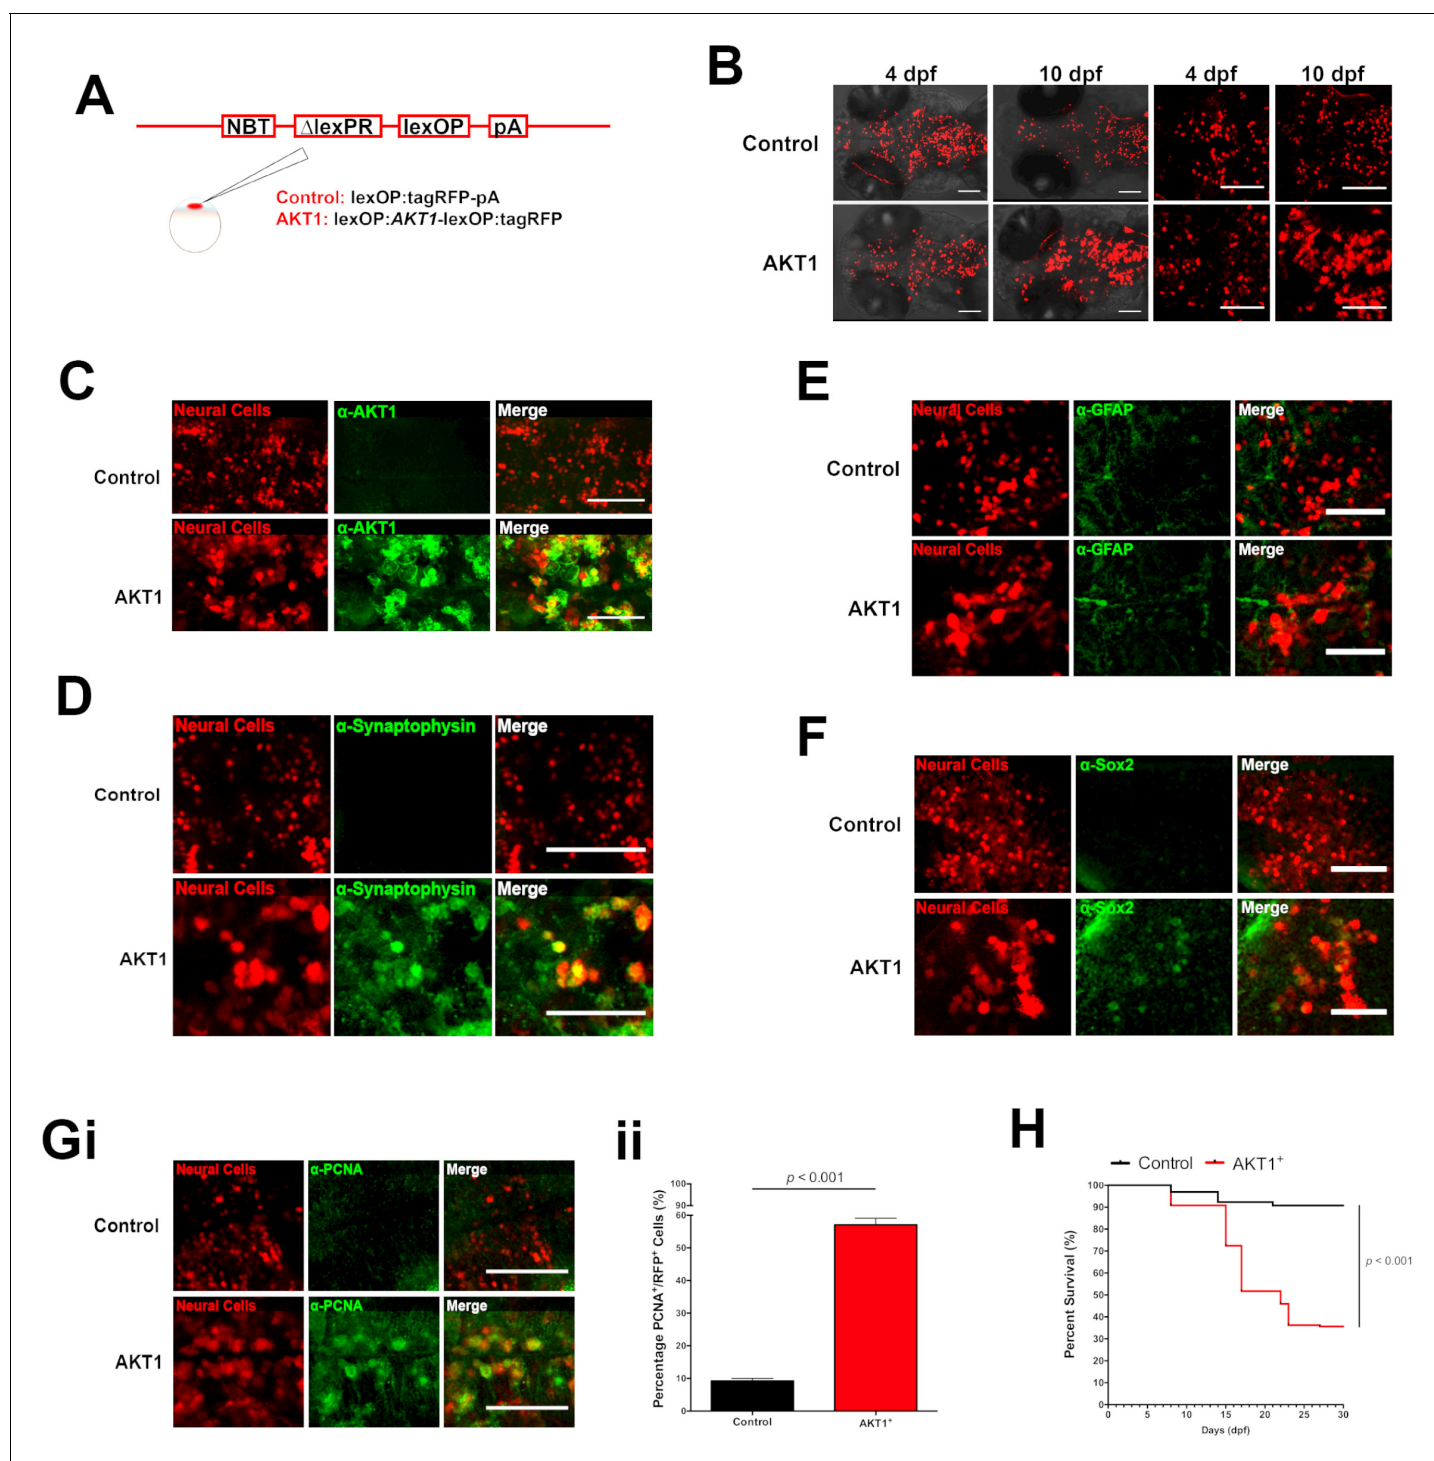 A
NBT ΔlexPR lexOP pA
Control: lexOP:tagRFP-pA
AKT1: lexOP:AKT1-lexOP:tagRFP
B
4 dpf 10 dpf 4 dpf 10 dpf
Control
AKT1
C
Neural Cells α-AKT1 Merge
Control
Neural Cells α-AKT1 Merge
AKT1
D
Neural Cells α-Synaptophysin Merge
Control
Neural Cells α-Synaptophysin Merge
AKT1
E
Neural Cells α-GFAP Merge
Control
Neural Cells α-GFAP Merge
AKT1
F
Neural Cells α-Sox2 Merge
Control
Neural Cells α-Sox2 Merge
AKT1
Gi
Neural Cells α-PCNA Merge
Control
Neural Cells α-PCNA Merge
AKT1
ii
p < 0.001
Percentage PCNA⁺/RFP⁺ Cells (%)
100
90
60
50
40
30
20
10
0
Control AKT1⁺
H
Control AKT1⁺
Percent Survival (%)
100
90
80
70
60
50
40
30
20
10
0
p < 0.001
0 5 10 15 20 25 30
Days (dpf)